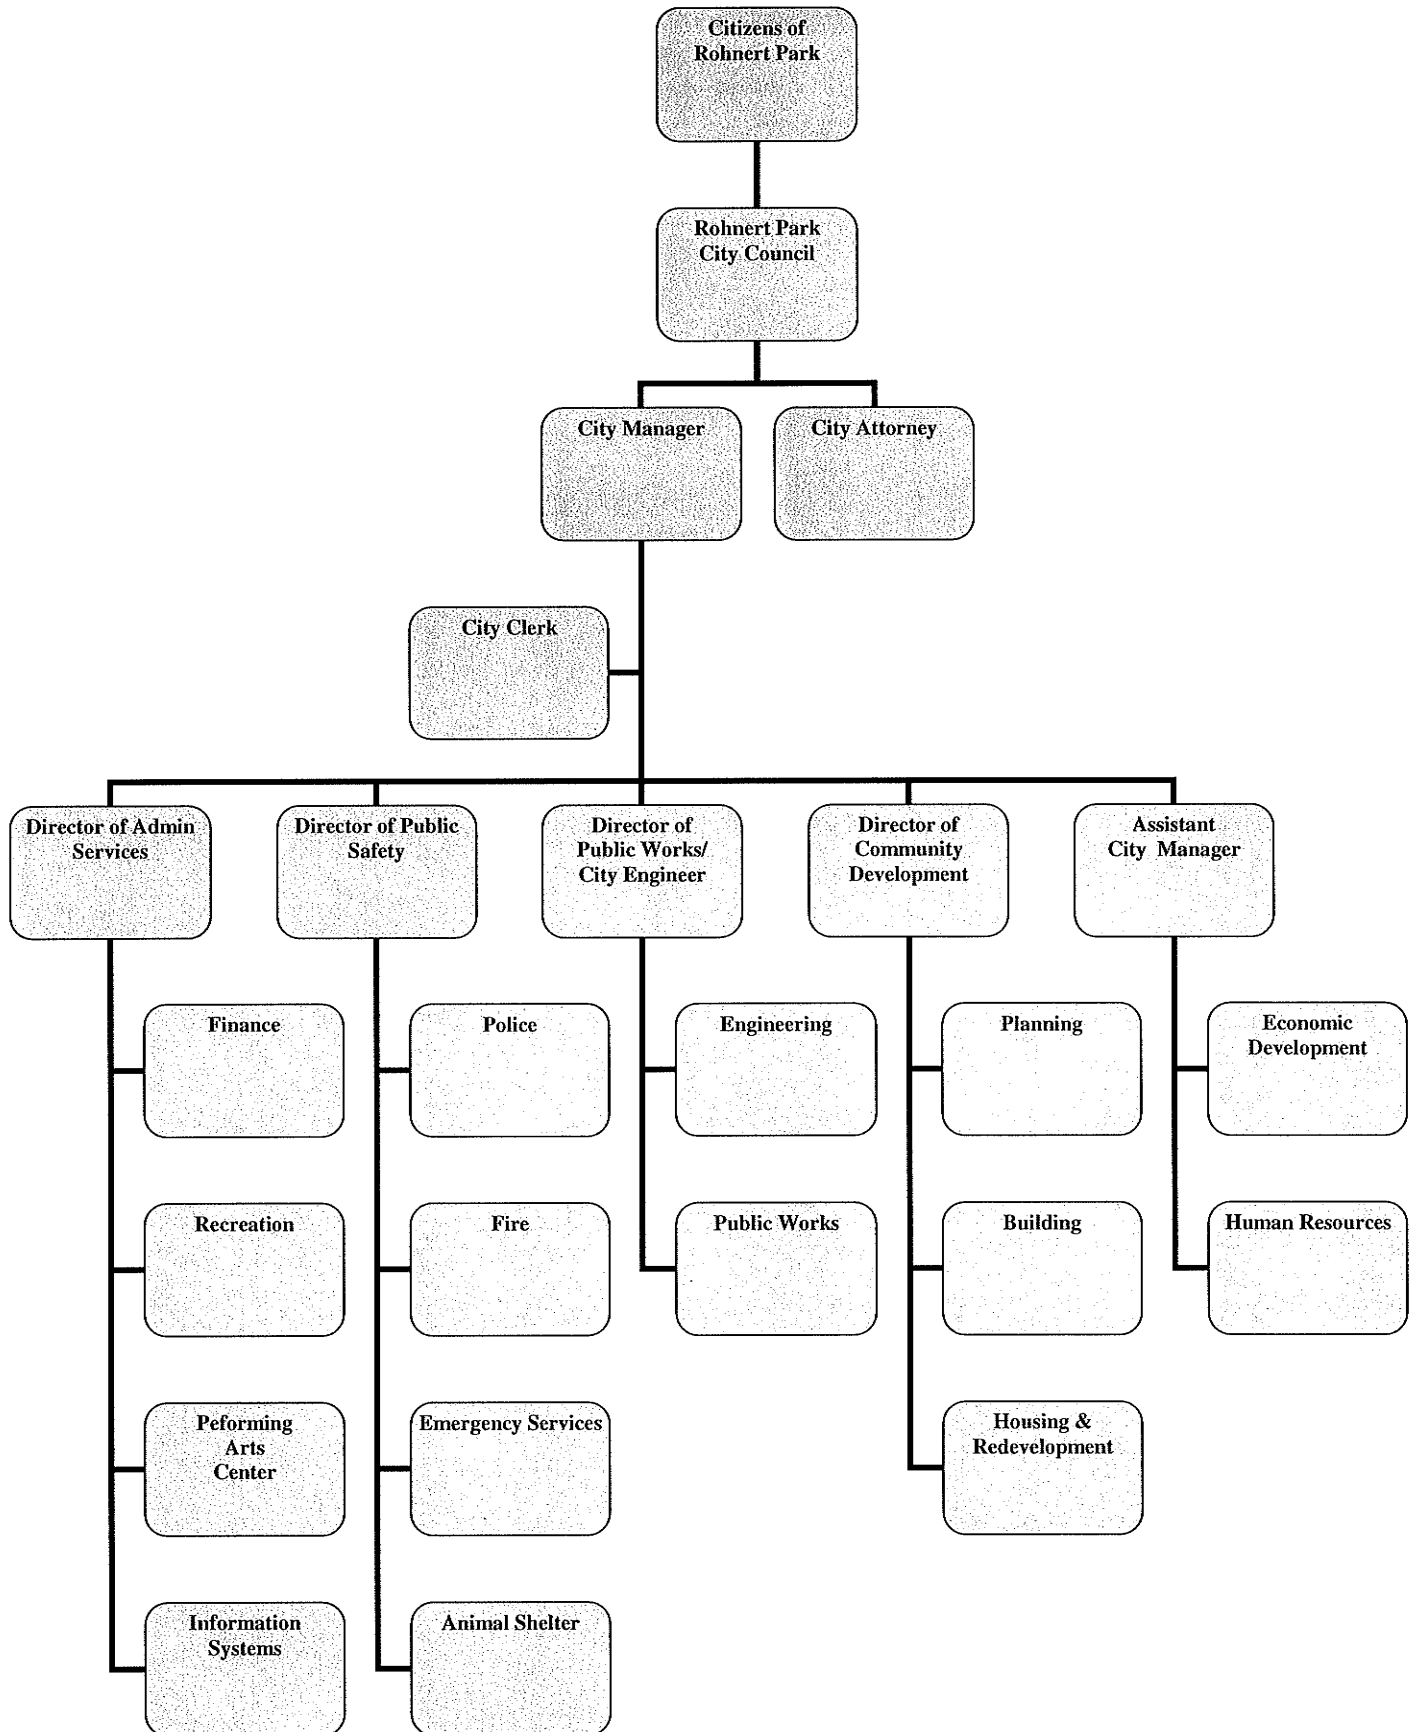 Citizens of
Rohnert Park
Rohnert Park
City Council
City Manager
City Attorney
City Clerk
Director of Admin
Services
Director of Public
Safety
Director of
Public Works/
City Engineer
Director of
Community
Development
Assistant
City Manager
Finance
Police
Engineering
Planning
Economic
Development
Recreation
Fire
Public Works
Building
Human Resources
Peforming
Arts
Center
Emergency Services
Housing &
Redevelopment
Information
Systems
Animal Shelter